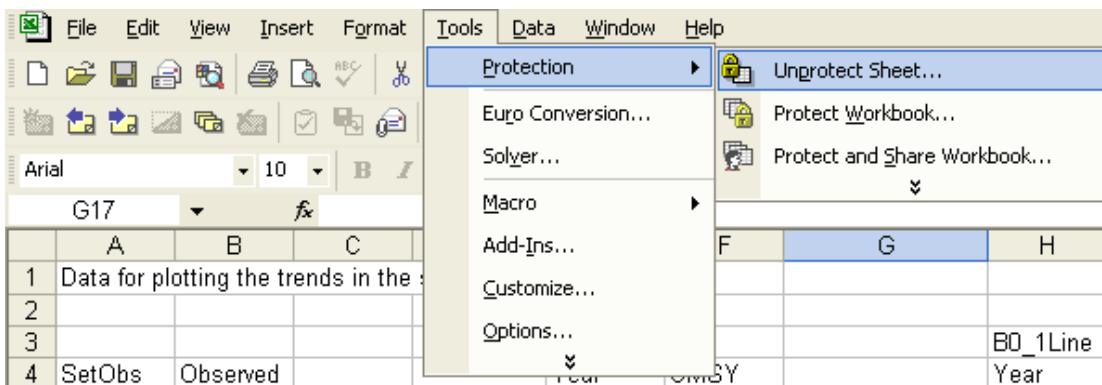 File Edit View Insert Format Tools Data Window Help
Protection
Unprotect Sheet...
ABC
Euro Conversion...
Protect Workbook...
Arial 10 B I
Solver...
Protect and Share Workbook...
G17 fx
Macro
A B C F G H
Add-Ins...
1 Data for plotting the trends in the
Customize...
2
Options...
3 B0_1Line
4 SetObs Observed Year